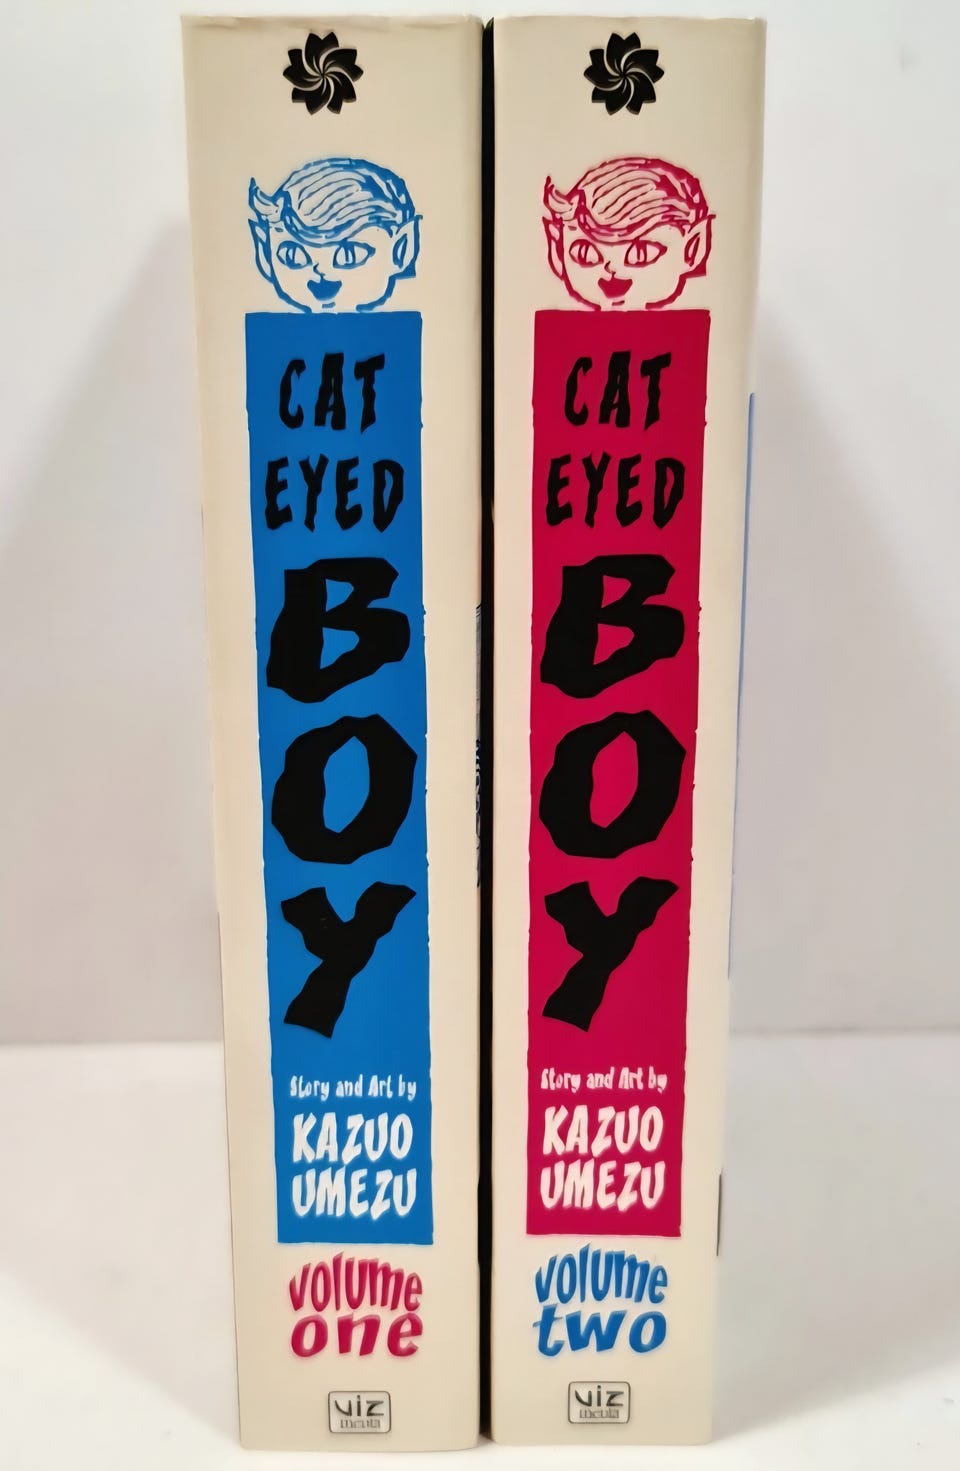 CAT
EYED
BOY
Story and Art by
KAZUO
UMEZU
volume
one
VIZ
media
CAT
EYED
BOY
Story and Art by
KAZUO
UMEZU
volume
two
VIZ
media